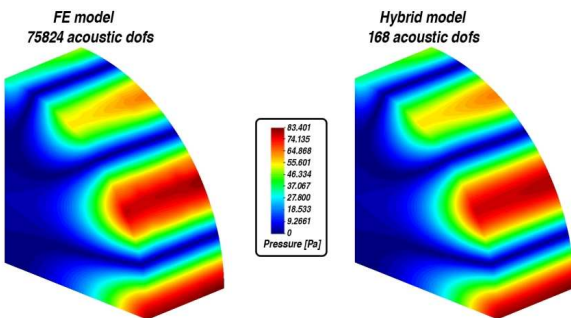 FE model
75824 acoustic dofs
Hybrid model
168 acoustic dofs
83.401
74.135
64.868
55.601
46.334
37.067
27.800
18.533
9.2661
0
Pressure [Pa]